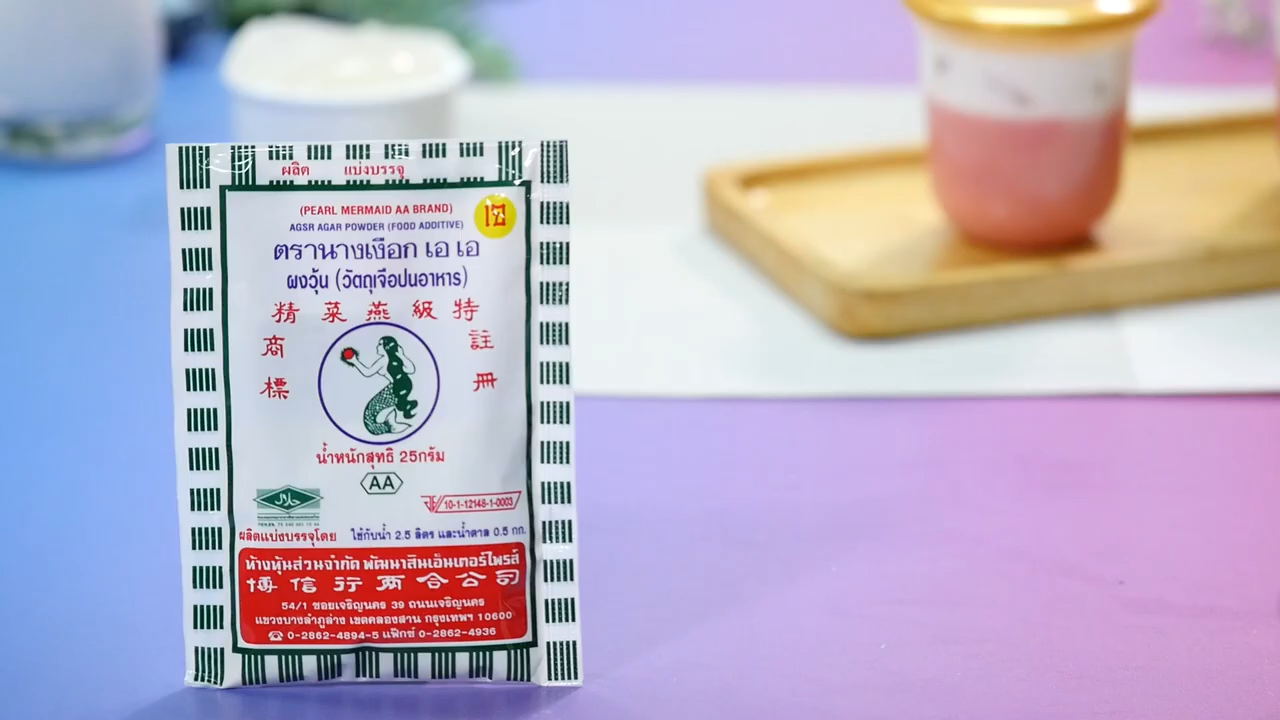 ผลิต แบ่งบรรจุ
(PEARL MERMAID AA BRAND)
AGSR AGAR POWDER (FOOD ADDITIVE)
ตรานางเงือก เอ เอ
ผงวุ้น (วัตถุเจือปนอาหาร)
精 菜 燕 級 特
商 註
標 冊
น้ำหนักสุทธิ 25กรัม
AA
حلال
10-1-12148-1-0003
ผลิตแบ่งบรรจุโดย ใช้กับน้ำ 2.5 ลิตร และน้ำตาล 0.5 กก.
ห้างหุ้นส่วนจำกัด พัฒนาสินเอ็นเตอร์ไพรส์
博 信 行 兩 合 公 司
54/1 ซอยเจริญนคร 39 ถนนเจริญนคร
แขวงบางลำภูล่าง เขตคลองสาน กรุงเทพฯ 10600
☎ 0-2862-4894-5 แฟ็กซ์ 0-2862-4936